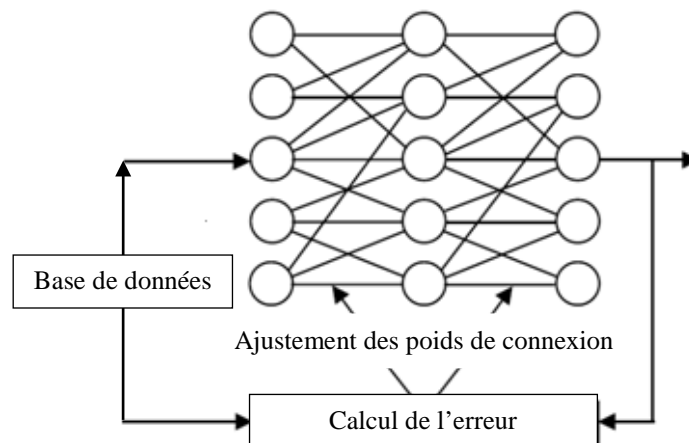 Base de données
Ajustement des poids de connexion
Calcul de l’erreur